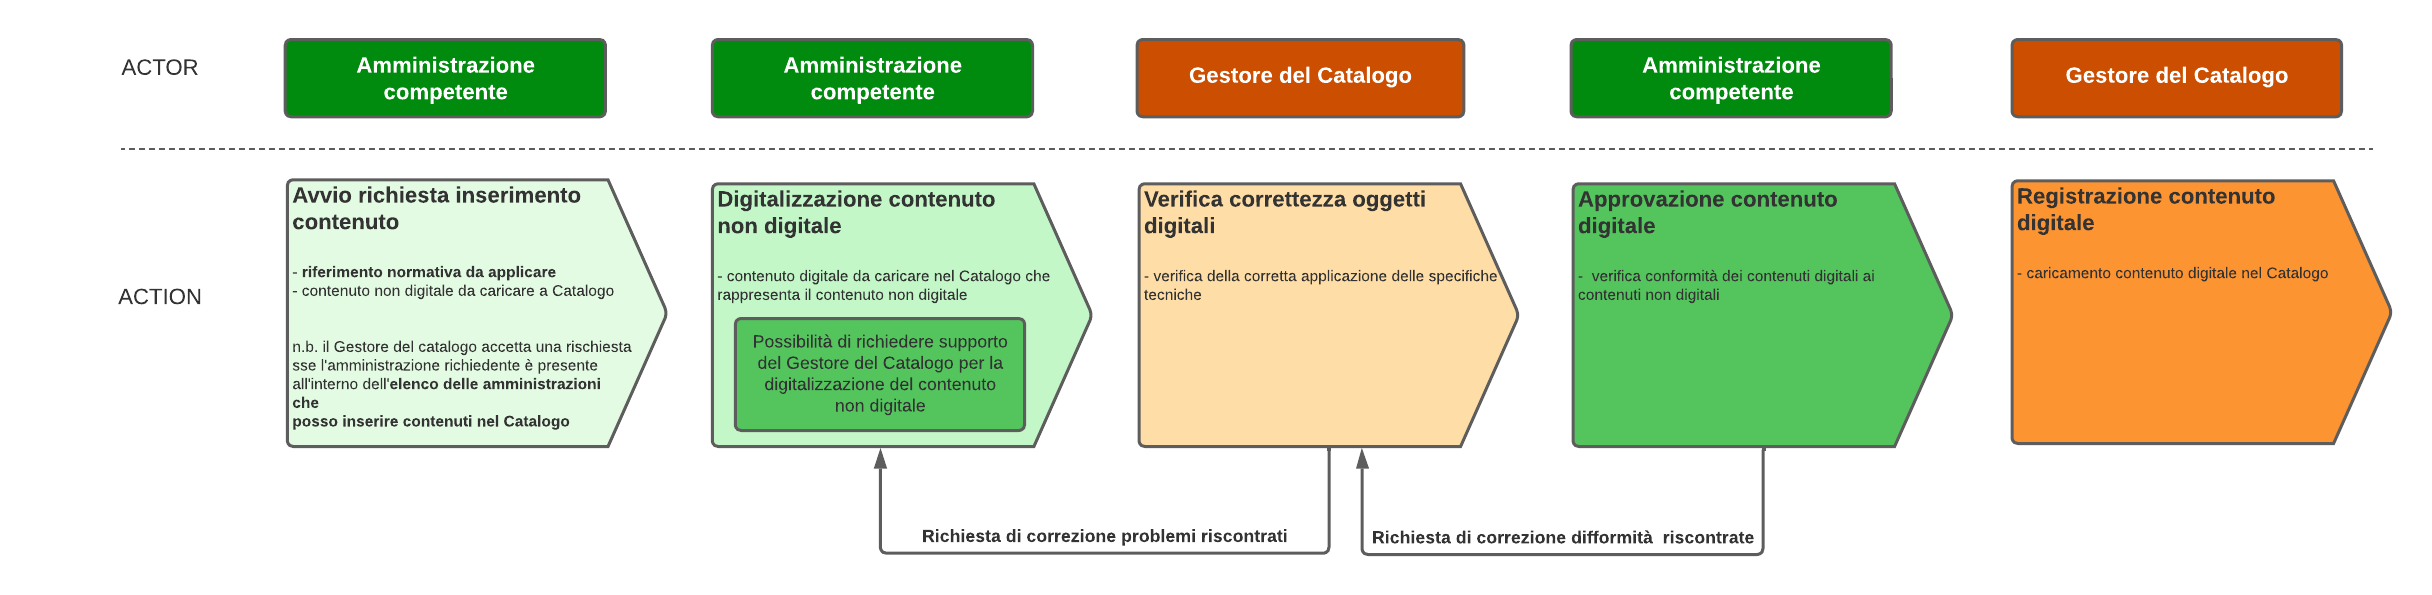 ACTOR
Amministrazione
competente
Amministrazione
competente
Gestore del Catalogo
Amministrazione
competente
Gestore del Catalogo
ACTION
Avvio richiesta inserimento
contenuto
- riferimento normativa da applicare
- contenuto non digitale da caricare a Catalogo
n.b. il Gestore del catalogo accetta una rischiesta
sse l'amministrazione richiedente è presente
all'interno dell'elenco delle amministrazioni
che
posso inserire contenuti nel Catalogo
Digitalizzazione contenuto
non digitale
- contenuto digitale da caricare nel Catalogo che
rappresenta il contenuto non digitale
Possibilità di richiedere supporto
del Gestore del Catalogo per la
digitalizzazione del contenuto
non digitale
Verifica correttezza oggetti
digitali
- verifica della corretta applicazione delle specifiche
tecniche
Approvazione contenuto
digitale
-  verifica conformità dei contenuti digitali ai
contenuti non digitali
Registrazione contenuto
digitale
- caricamento contenuto digitale nel Catalogo
Richiesta di correzione problemi riscontrati
Richiesta di correzione difformità  riscontrate